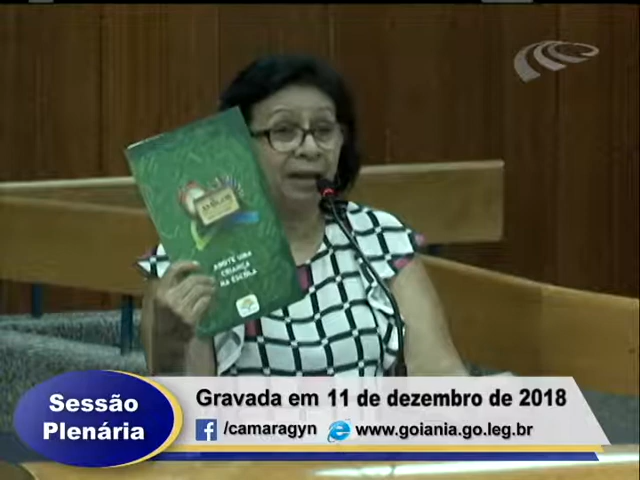 ADOTE UMA
CRIANÇA
NA ESCOLA
Sessão
Plenária
Gravada em 11 de dezembro de 2018
/camaragyn www.goiania.go.leg.br